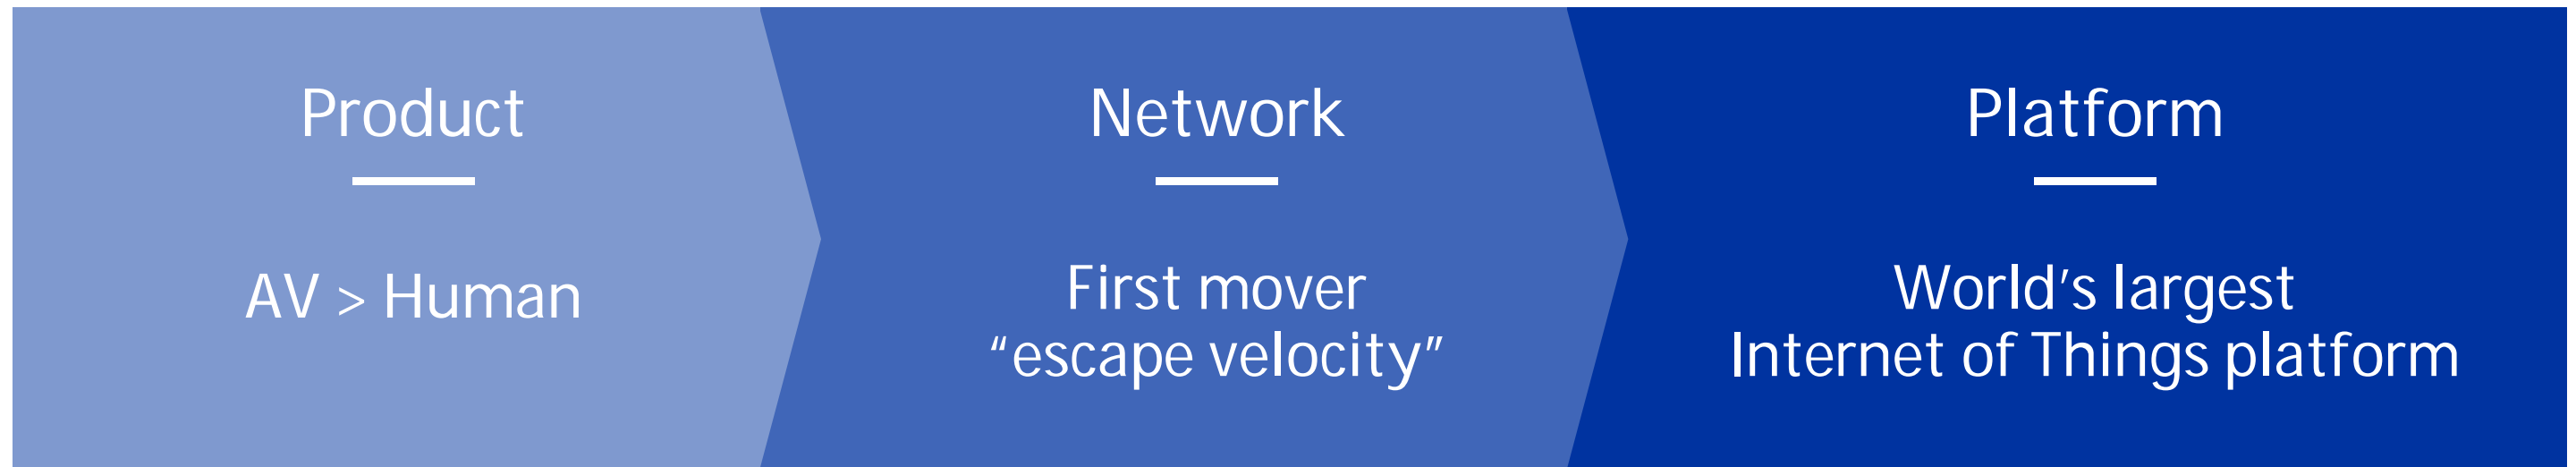 Product
AV > Human
Network
First mover
“escape velocity”
Platform
World’s largest
Internet of Things platform